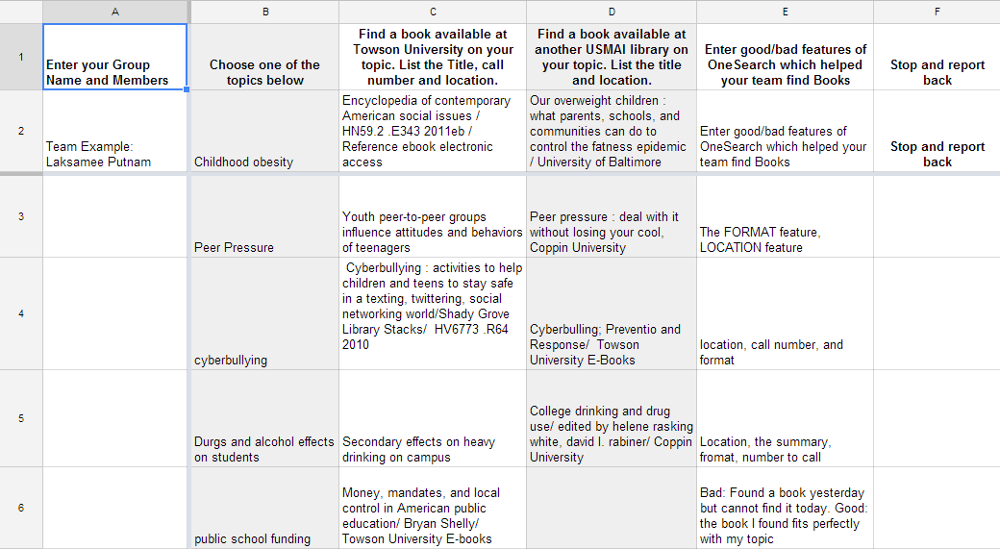 A B C D E F
1
Enter your Group
Name and Members
Choose one of the
topics below
Find a book available at
Towson University on your
topic. List the Title, call
number and location.
Find a book available at
another USMAI library on
your topic. List the title
and location.
Enter good/bad features of
OneSearch which helped
your team find Books
Stop and report
back
2
Team Example:
Laksamee Putnam
Childhood obesity
Encyclopedia of contemporary
American social issues /
HN59.2 .E343 2011eb /
Reference ebook electronic
access
Our overweight children :
what parents, schools, and
communities can do to
control the fatness epidemic
/ University of Baltimore
Enter good/bad features of
OneSearch which helped your
team find Books
Stop and report
back
3
Peer Pressure
Youth peer-to-peer groups
influence attitudes and behaviors
of teenagers
Peer pressure : deal with it
without losing your cool,
Coppin University
The FORMAT feature,
LOCATION feature
4
cyberbullying
Cyberbullying : activities to help
children and teens to stay safe
in a texting, twittering, social
networking world/Shady Grove
Library Stacks/ HV6773 .R64
2010
Cyberbulling; Preventio and
Response/ Towson
University E-Books
location, call number, and
format
5
Durgs and alcohol effects
on students
Secondary effects on heavy
drinking on campus
College drinking and drug
use/ edited by helene rasking
white, david l. rabiner/ Coppin
University
Location, the summary,
fromat, number to call
6
public school funding
Money, mandates, and local
control in American public
education/ Bryan Shelly/
Towson University E-books
Bad: Found a book yesterday
but cannot find it today. Good:
the book I found fits perfectly
with my topic